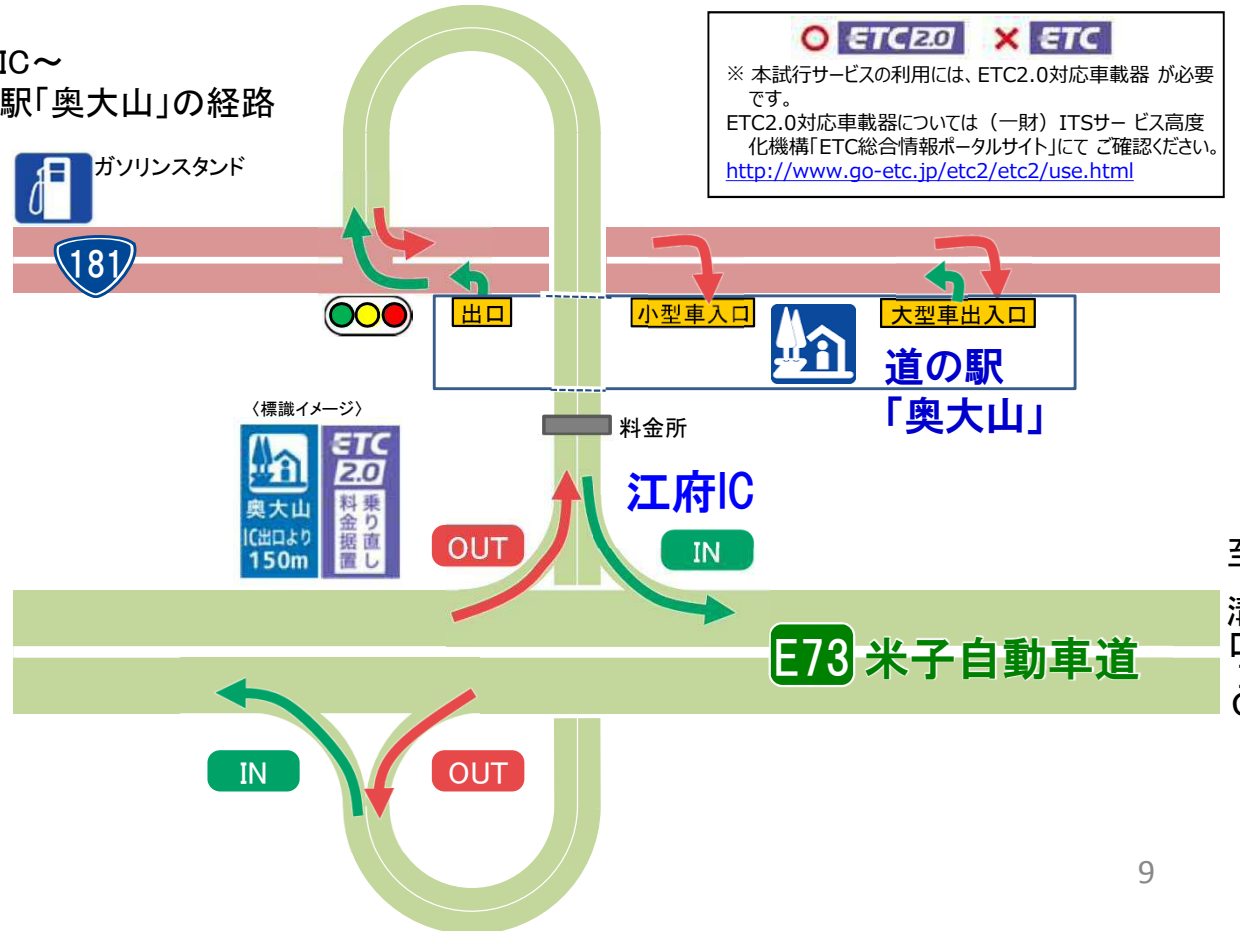 IC～
駅「奥大山」の経路
ETC2.0
ETC
※ 本試行サービスの利用には、ETC2.0対応車載器 が必要
です。
ETC2.0対応車載器については（一財）ITSサー ビス高度
化機構「ETC総合情報ポータルサイト」にて ご確認ください。
http://www.go-etc.jp/etc2/etc2/use.html
ガソリンスタンド
181
出口
小型車入口
大型車出入口
道の駅
「奥大山」
〈標識イメージ〉
奥大山
IC出口より
150m
ETC
2.0
乗り直し
料金据置
料金所
江府IC
OUT
IN
至
溝
口
E73 米子自動車道
IN
OUT
9